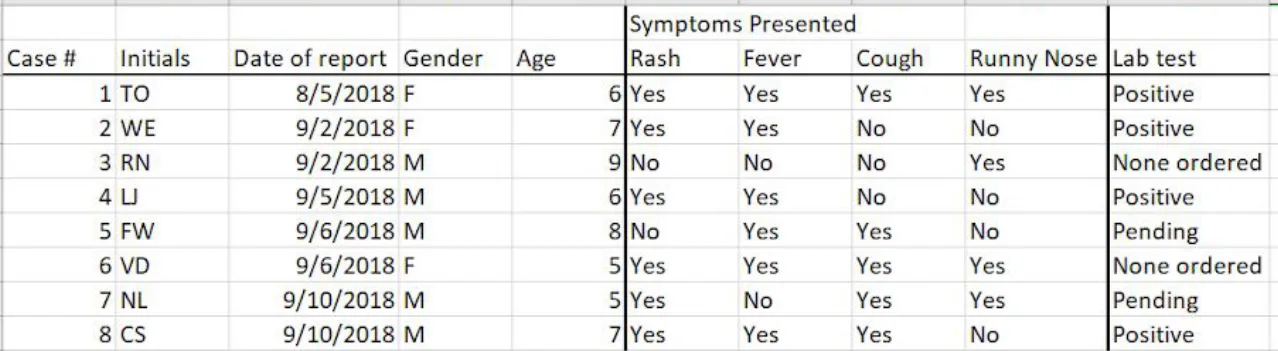 Symptoms Presented
Case # Initials Date of report Gender Age Rash Fever Cough Runny Nose Lab test
1 TO 8/5/2018 F 6 Yes Yes Yes Yes Positive
2 WE 9/2/2018 F 7 Yes Yes No No Positive
3 RN 9/2/2018 M 9 No No No Yes None ordered
4 LJ 9/5/2018 M 6 Yes Yes No No Positive
5 FW 9/6/2018 M 8 No Yes Yes No Pending
6 VD 9/6/2018 F 5 Yes Yes Yes Yes None ordered
7 NL 9/10/2018 M 5 Yes No Yes Yes Pending
8 CS 9/10/2018 M 7 Yes Yes Yes No Positive